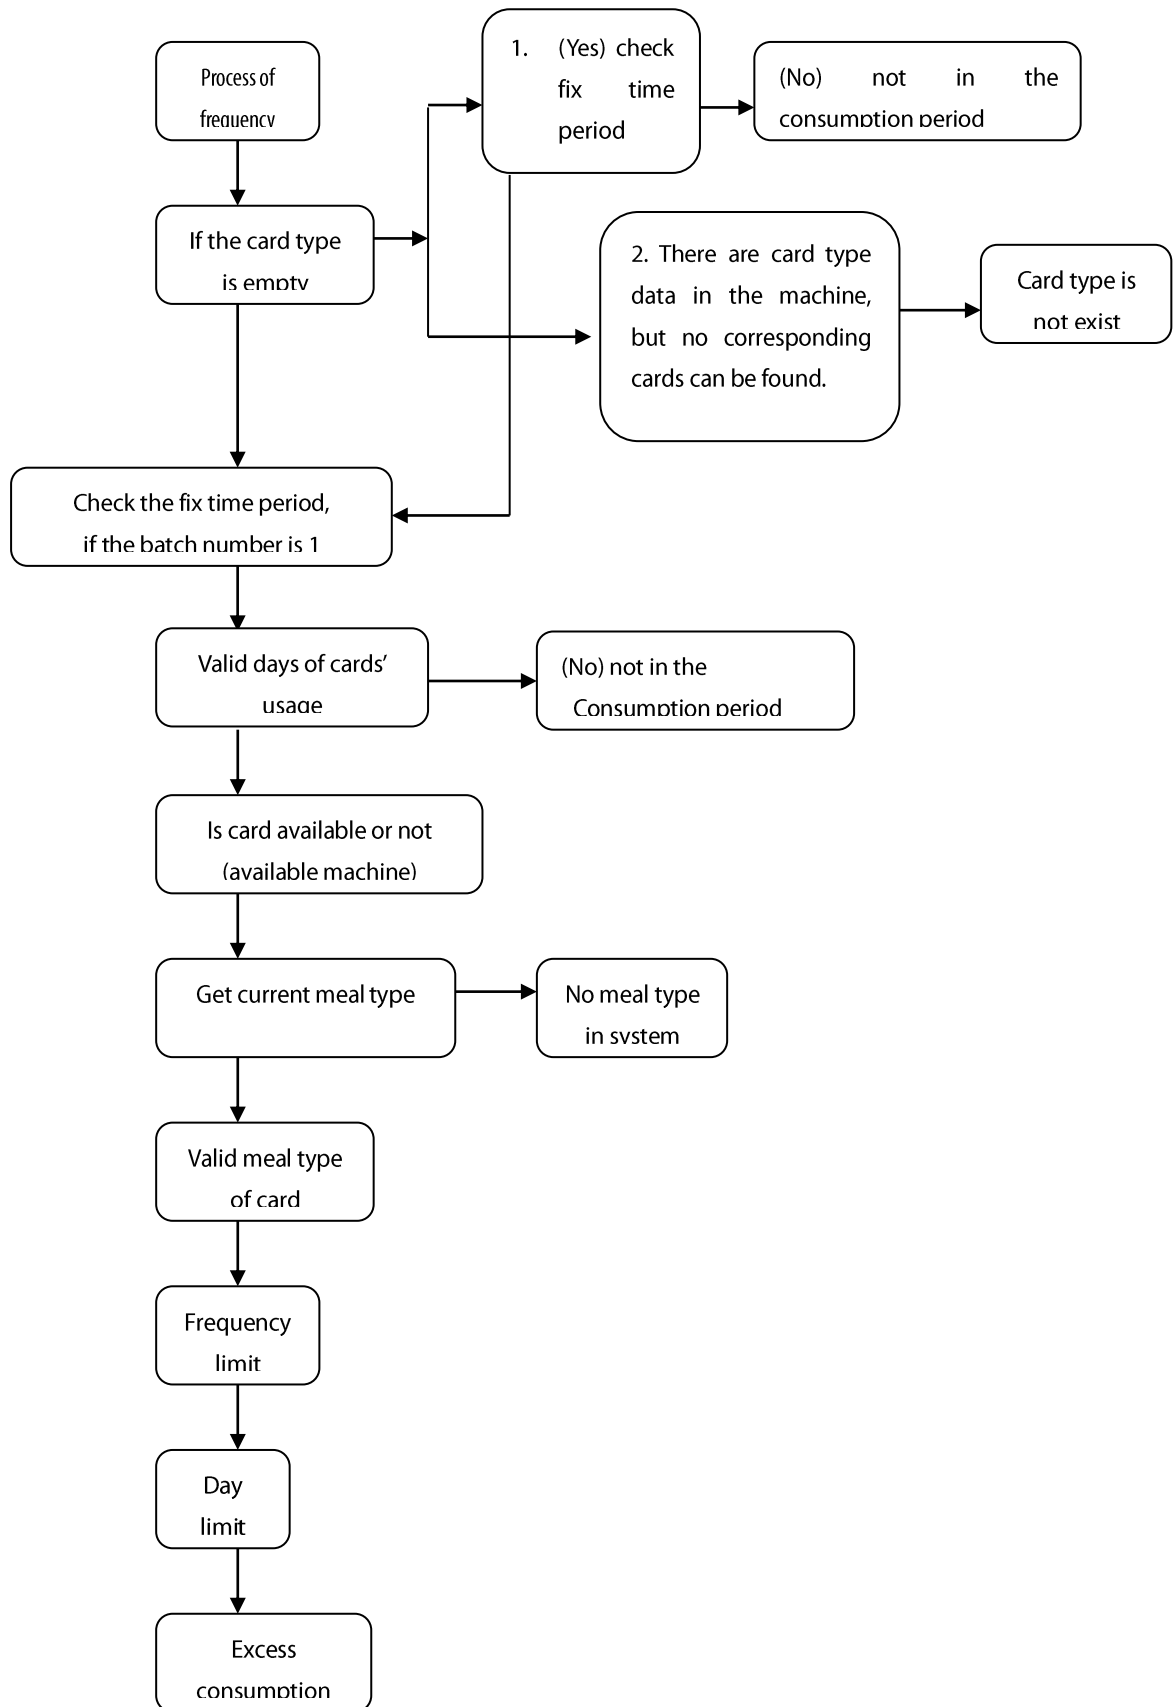 Process of
frequency
1. (Yes) check
fix time
period
(No) not in the
consumption period
If the card type
is empty
2. There are card type
data in the machine,
but no corresponding
cards can be found.
Card type is
not exist
Check the fix time period,
if the batch number is 1
Valid days of cards’
usage
(No) not in the
Consumption period
Is card available or not
(available machine)
Get current meal type
No meal type
in system
Valid meal type
of card
Frequency
limit
Day
limit
Excess
consumption